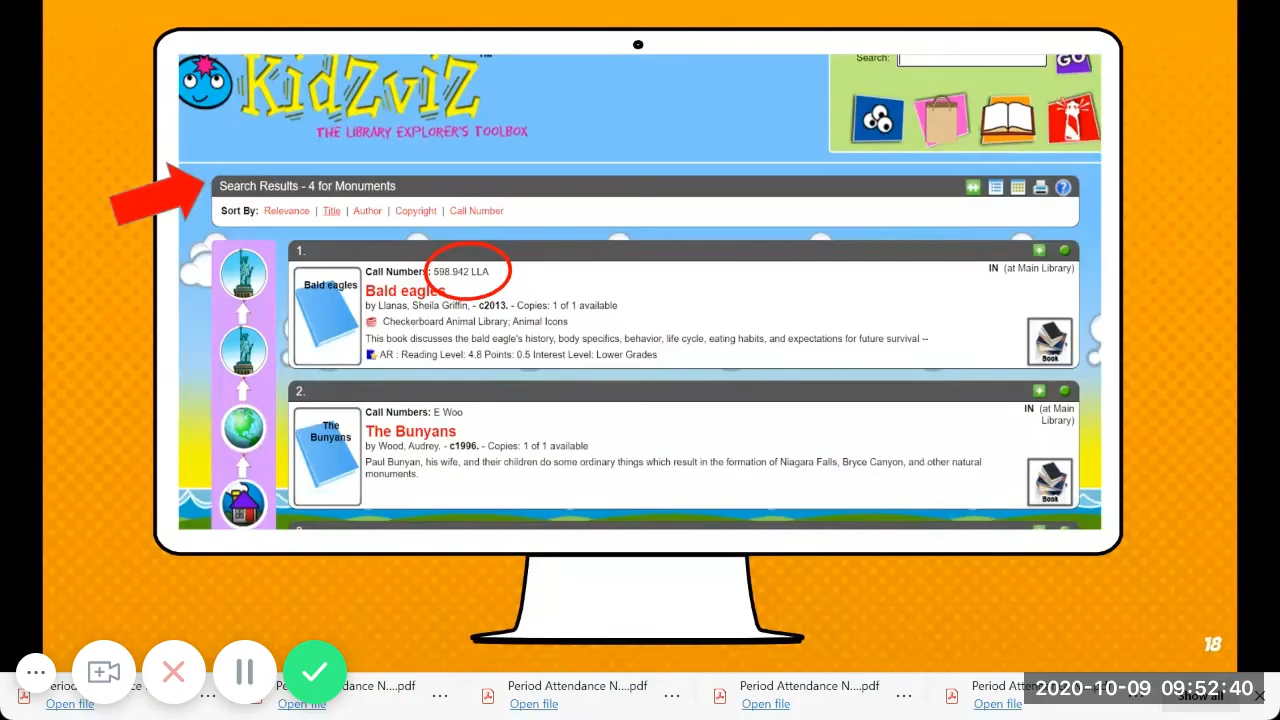 KidZviZ
TM
THE LIBRARY EXPLORER'S TOOLBOX
Search:
GO
Search Results - 4 for Monuments
Sort By: Relevance | Title | Author | Copyright | Call Number
1.
Bald eagles
Call Numbers: 598.942 LLA
IN (at Main Library)
Bald eagles
by Llanas, Sheila Griffin, - c2013. - Copies: 1 of 1 available
Checkerboard Animal Library; Animal Icons
This book discusses the bald eagle's history, body specifics, behavior, life cycle, eating habits, and expectations for future survival --
AR : Reading Level: 4.8 Points: 0.5 Interest Level: Lower Grades
Book
2.
The
Bunyans
Call Numbers: E Woo
IN (at Main
Library)
The Bunyans
by Wood, Audrey. - c1996. - Copies: 1 of 1 available
Paul Bunyan, his wife, and their children do some ordinary things which result in the formation of Niagara Falls, Bryce Canyon, and other natural
monuments.
Book
18
Period Attendance N....pdf
Open file
Period Attendance N....pdf
Open file
Period Attendance N....pdf
Open file
Period Attendance N....pdf
Open file
Open file
2020-10-09 09:52:40
Show all